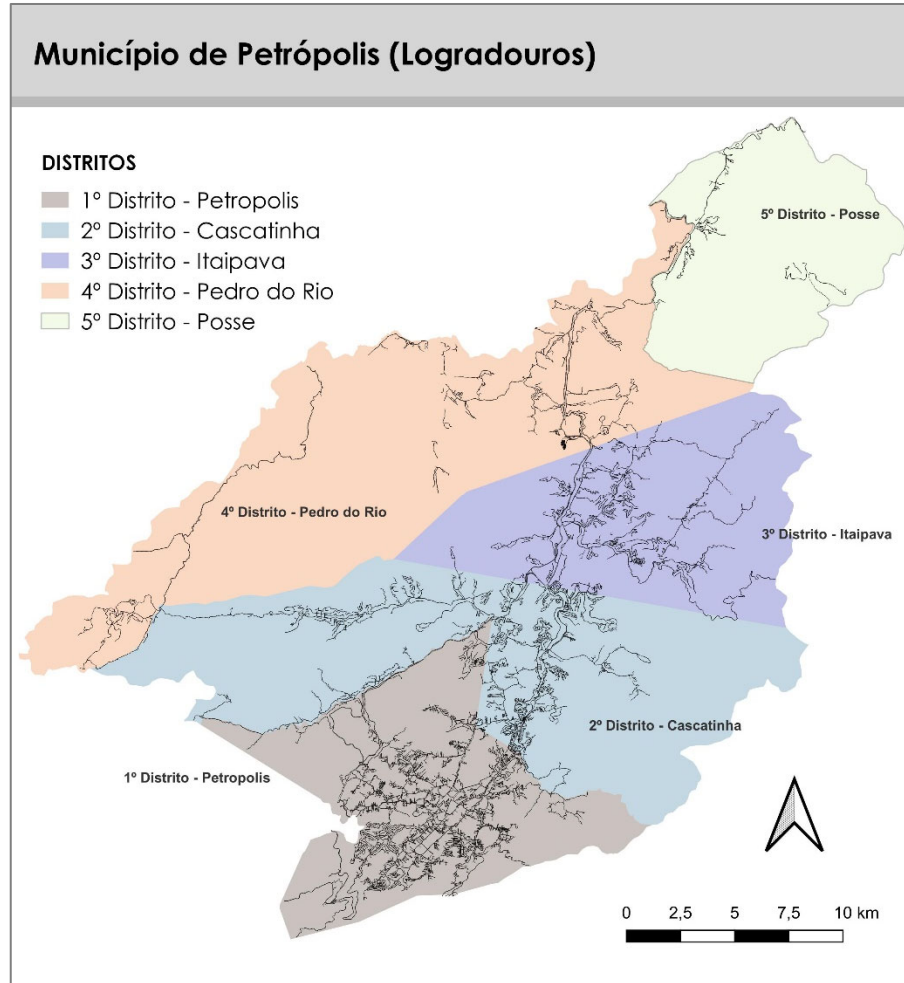 Município de Petrópolis (Logradouros)
DISTRITOS
1º Distrito - Petropolis
2º Distrito - Cascatinha
3º Distrito - Itaipava
4º Distrito - Pedro do Rio
5º Distrito - Posse
5º Distrito - Posse
4º Distrito - Pedro do Rio
3º Distrito - Itaipava
2º Distrito - Cascatinha
1º Distrito - Petropolis
0 2,5 5 7,5 10 km